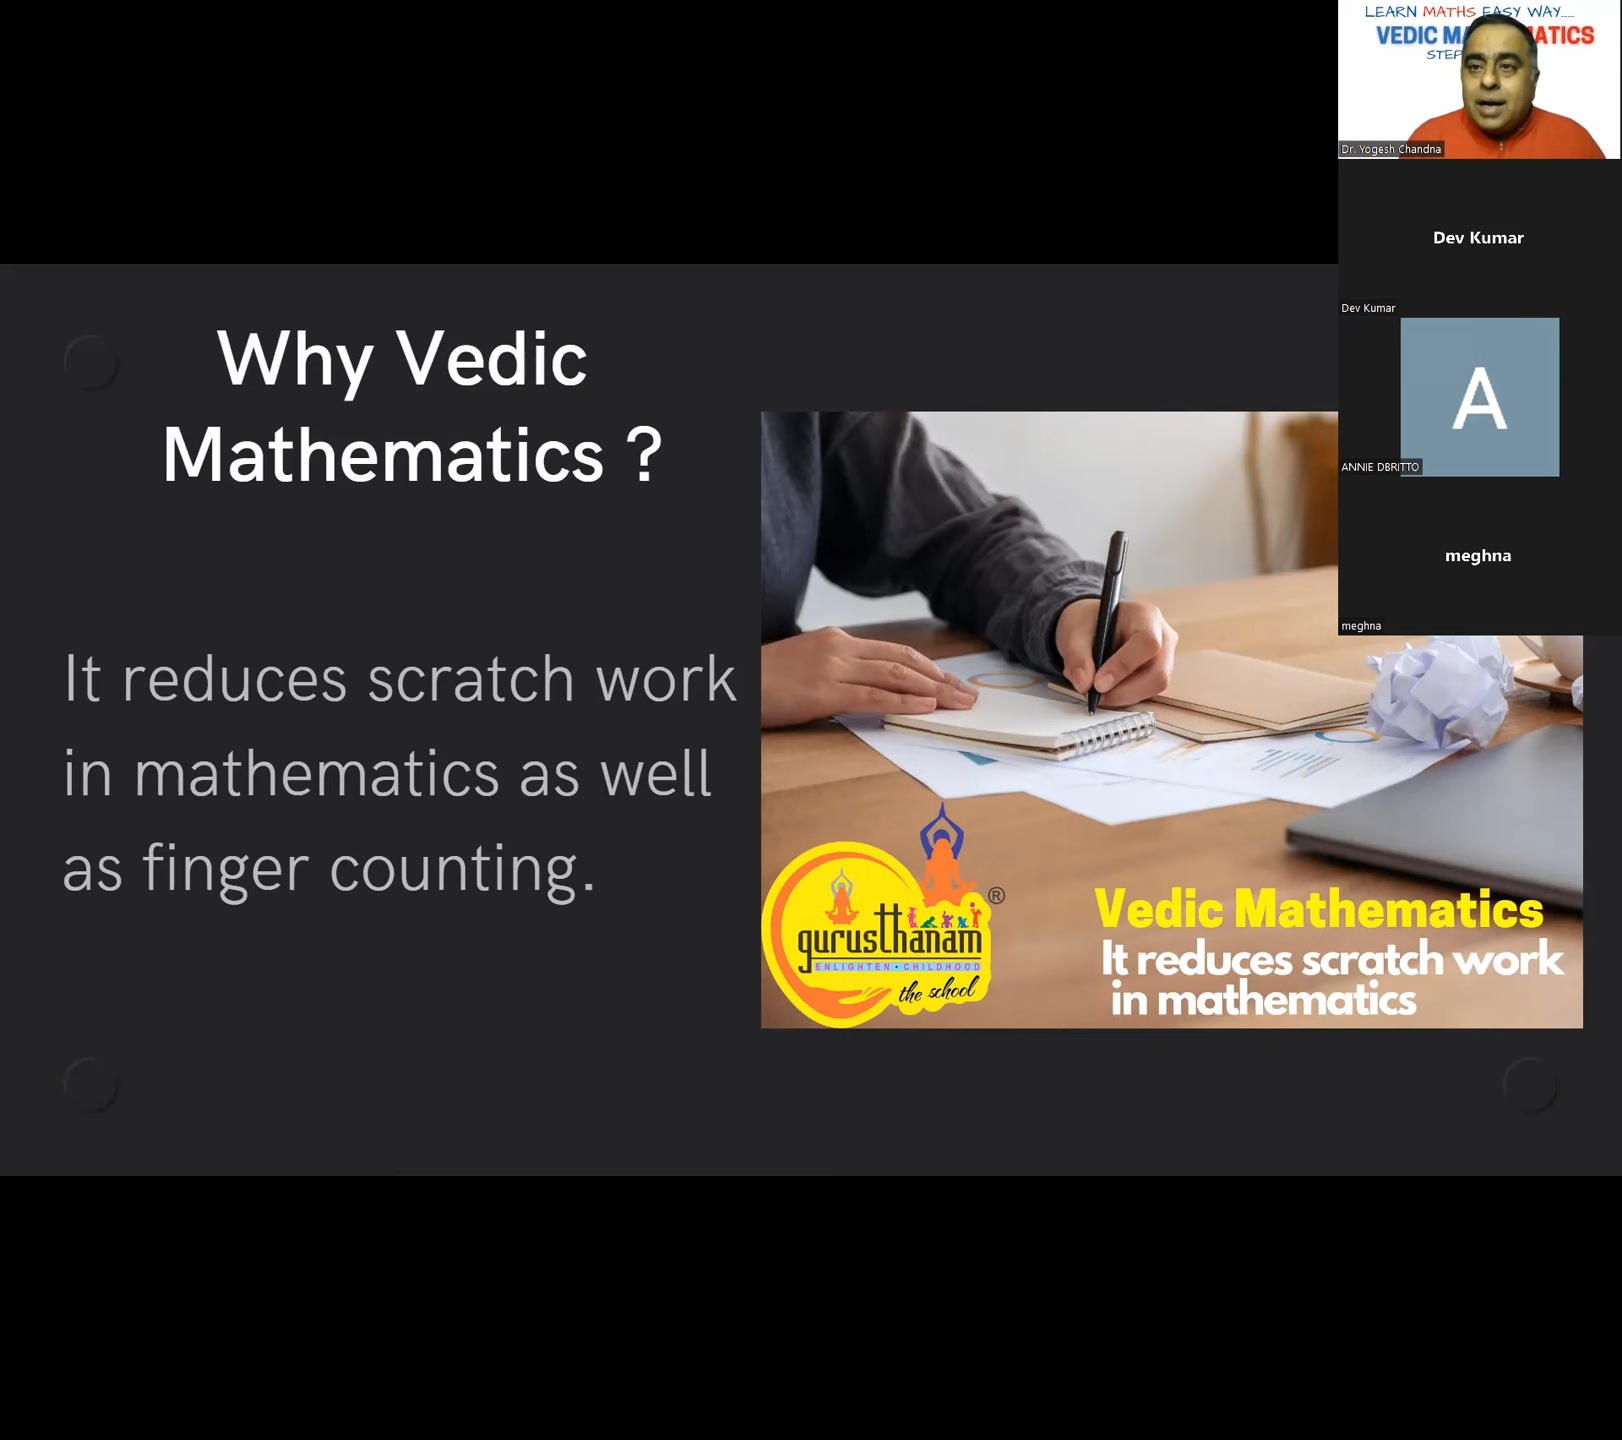 LEARN MATHS EASY WAY......
VEDIC MA ATICS
STEP
Dr. Yogesh Chandna
Dev Kumar
Dev Kumar
A
ANNIE DBRITTO
meghna
meghna
Why Vedic
Mathematics ?
It reduces scratch work
in mathematics as well
as finger counting.
gurusthanam
®
ENLIGHTEN • CHILDHOOD
the school
Vedic Mathematics
It reduces scratch work
in mathematics